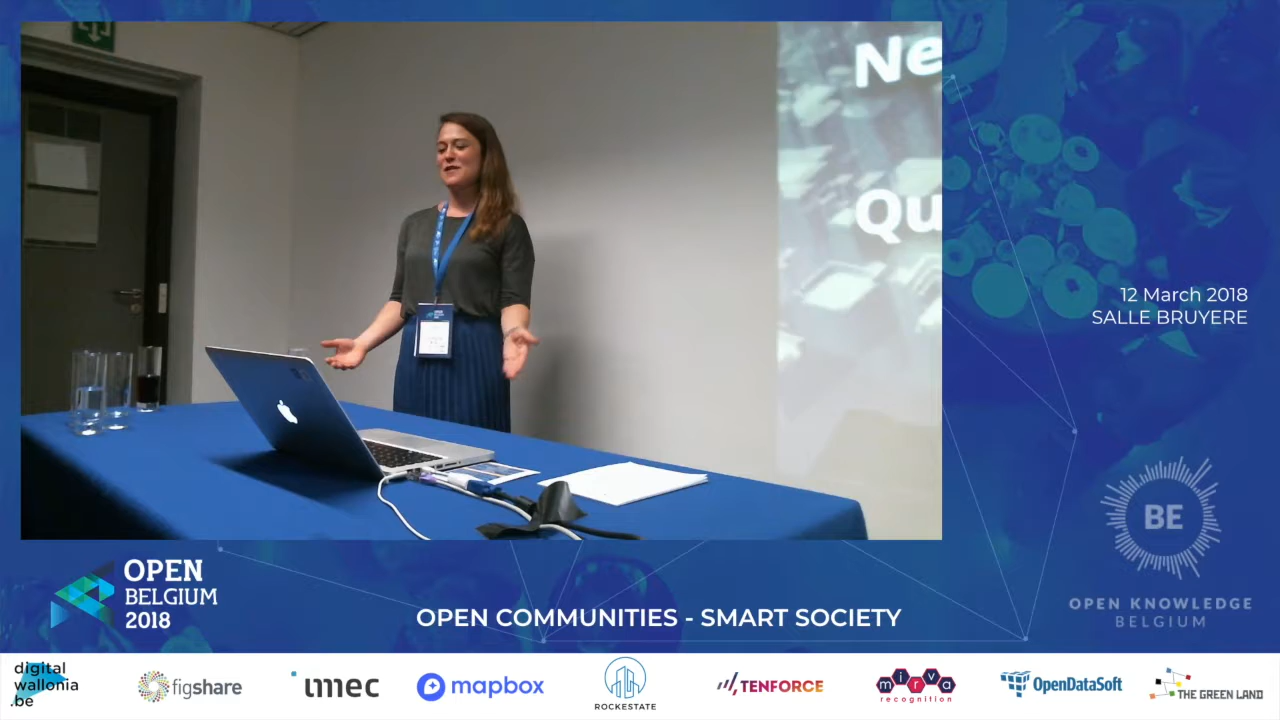 Ne
Qu
12 March 2018
SALLE BRUYERE
BE
OPEN KNOWLEDGE
BELGIUM
OPEN
BELGIUM
2018
OPEN COMMUNITIES - SMART SOCIETY
digital
wallonia
.be
figshare
imec
mapbox
ROCKESTATE
TENFORCE
mirva
recognition
OpenDataSoft
THE GREEN LAND